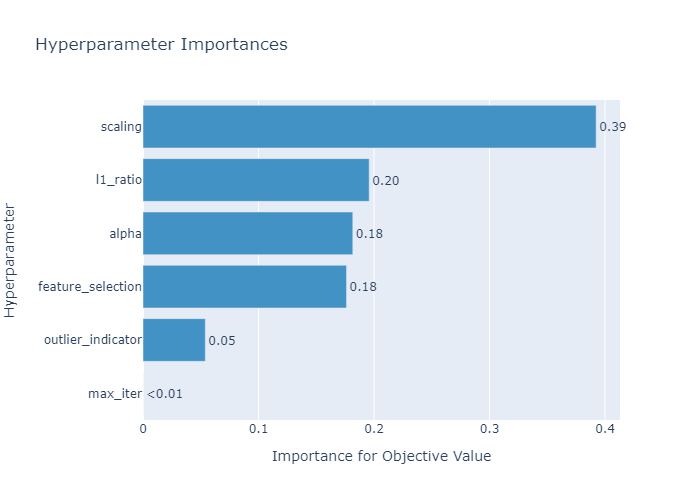 Hyperparameter Importances
Hyperparameter
scaling 0.39
l1_ratio 0.20
alpha 0.18
feature_selection 0.18
outlier_indicator 0.05
max_iter <0.01
0 0.1 0.2 0.3 0.4
Importance for Objective Value